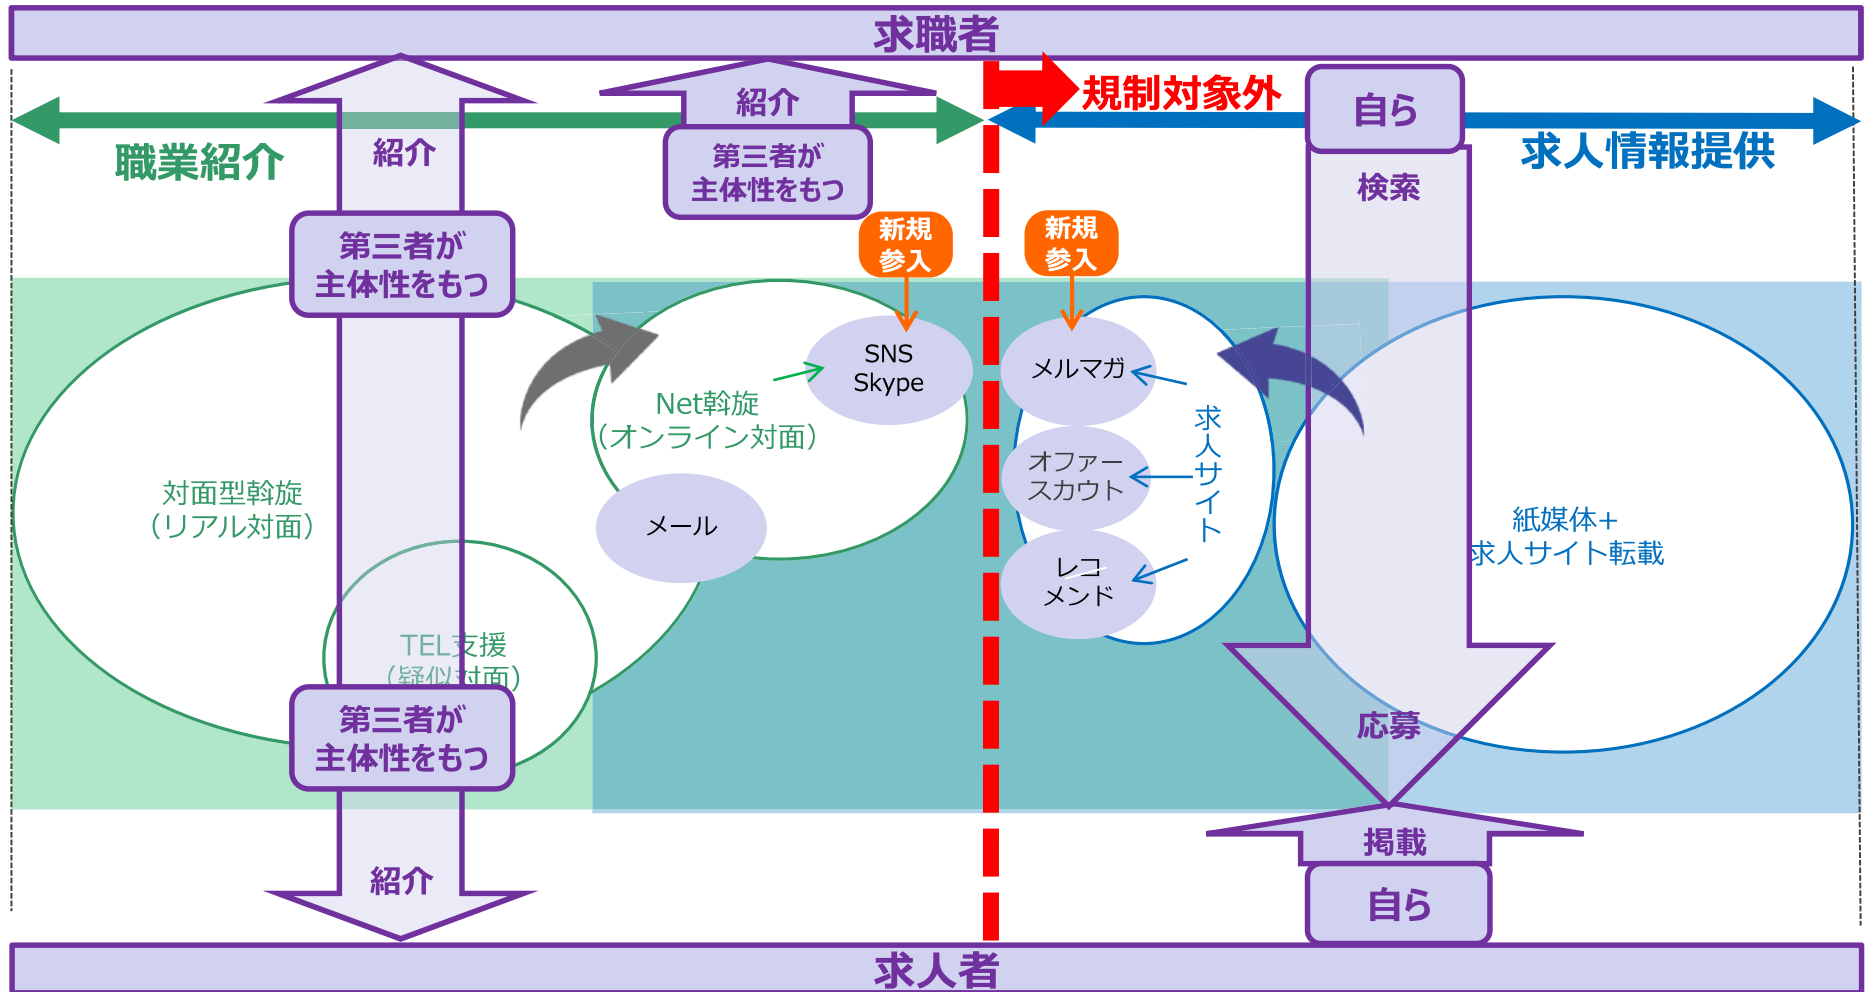 求職者
規制対象外
自ら
紹介
職業紹介
紹介
第三者が
主体性をもつ
求人情報提供
検索
第三者が
主体性をもつ
新規
参入
新規
参入
SNS
Skype
メルマガ
Net斡旋
(オンライン対面)
求人サイト
オファー
スカウト
対面型斡旋
(リアル対面)
メール
紙媒体+
求人サイト転載
レコ
メンド
TEL支援
(疑似対面)
第三者が
主体性をもつ
応募
掲載
紹介
自ら
求人者